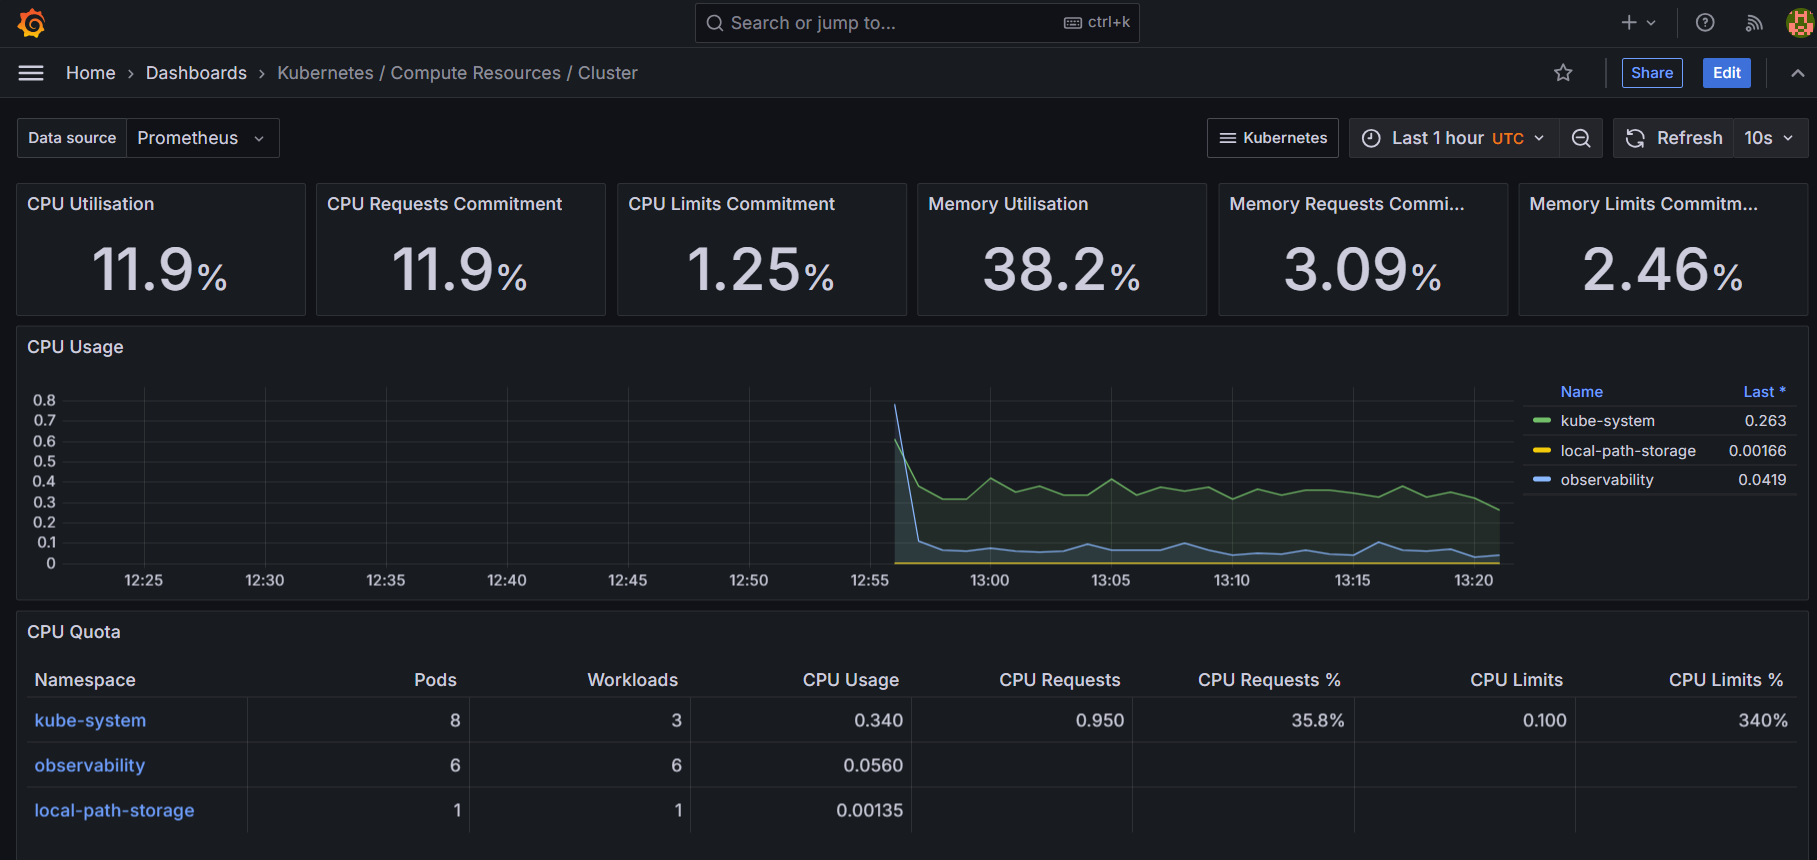 Search or jump to... ctrl+k
Home › Dashboards › Kubernetes / Compute Resources / Cluster
Share Edit
Data source Prometheus
Kubernetes Last 1 hour UTC Refresh 10s
CPU Utilisation
11.9%
CPU Requests Commitment
11.9%
CPU Limits Commitment
1.25%
Memory Utilisation
38.2%
Memory Requests Commi...
3.09%
Memory Limits Commitm...
2.46%
CPU Usage
0.8
0.7
0.6
0.5
0.4
0.3
0.2
0.1
0
12:25 12:30 12:35 12:40 12:45 12:50 12:55 13:00 13:05 13:10 13:15 13:20
Name Last *
kube-system 0.263
local-path-storage 0.00166
observability 0.0419
CPU Quota
Namespace Pods Workloads CPU Usage CPU Requests CPU Requests % CPU Limits CPU Limits %
kube-system 8 3 0.340 0.950 35.8% 0.100 340%
observability 6 6 0.0560
local-path-storage 1 1 0.00135